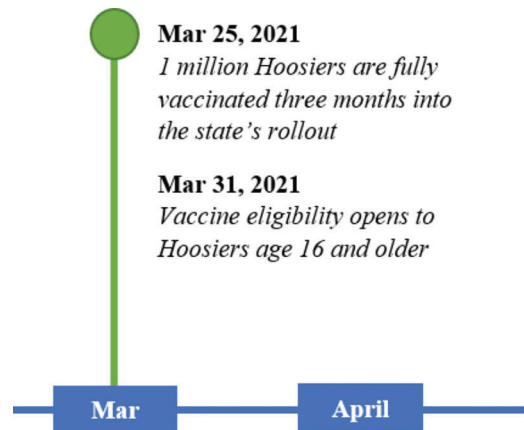 Mar 25, 2021
1 million Hoosiers are fully
vaccinated three months into
the state's rollout
Mar 31, 2021
Vaccine eligibility opens to
Hoosiers age 16 and older
Mar
April